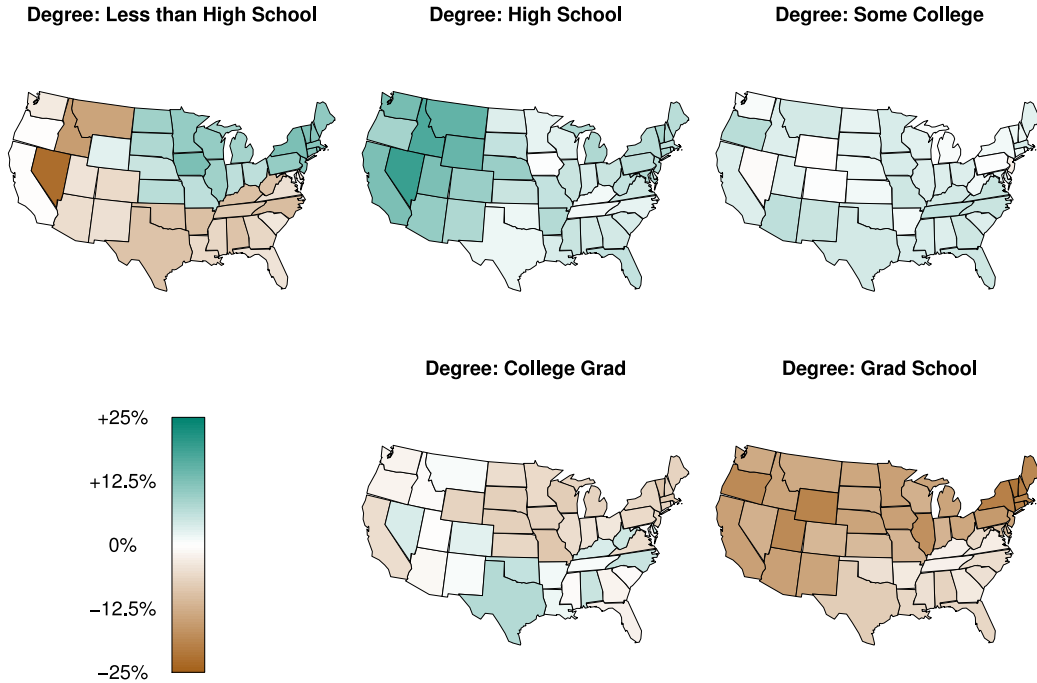 Degree: Less than High School
Degree: High School
Degree: Some College
Degree: College Grad
Degree: Grad School
+25%
+12.5%
0%
−12.5%
−25%